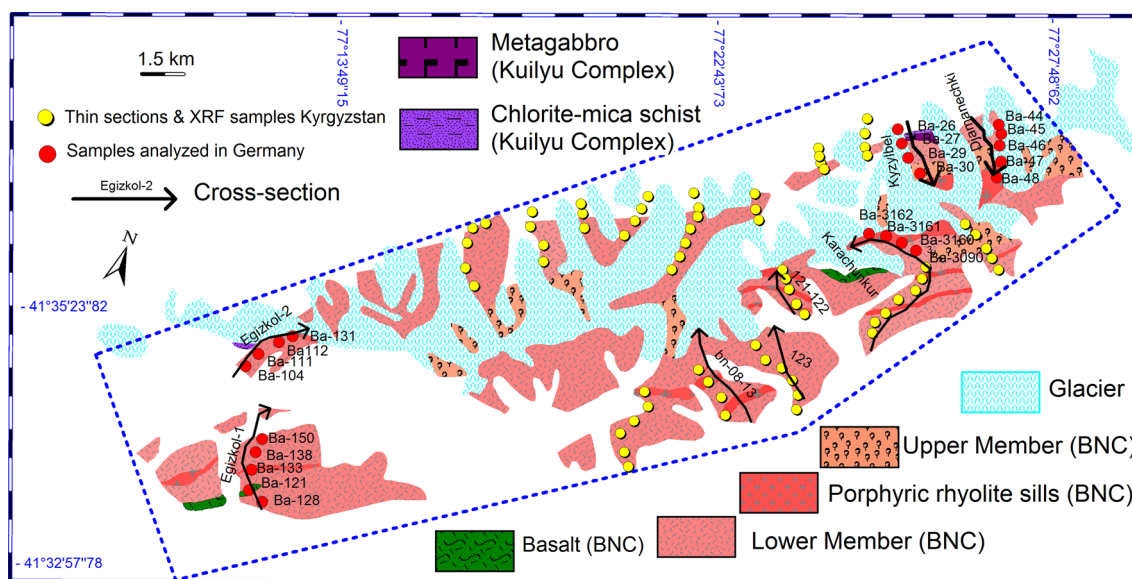 - 77°13'49"15
- 77°22'43"73
- 77°27'48"62
1.5 km
Metagabbro
(Kuilyu Complex)
Thin sections & XRF samples Kyrgyzstan
Chlorite-mica schist
(Kuilyu Complex)
Samples analyzed in Germany
Egizkol-2
Cross-section
N
Kyzylbel
Ba-26
Ba-27
Ba-29
Ba-30
Djamanechki
Ba-44
Ba-45
Ba-46
Ba-47
Ba-48
Ba-3162
Ba-3161
Ba-3160
Ba-3090
Karachunkur
121-122
123
bn-08-13
- 41°35'23"82
Egizkol-2
Ba-131
Ba112
Ba-111
Ba-104
Egizkol-1
Ba-150
Ba-138
Ba-133
Ba-121
Ba-128
- 41°32'57"78
Glacier
Upper Member (BNC)
Porphyric rhyolite sills (BNC)
Basalt (BNC)
Lower Member (BNC)